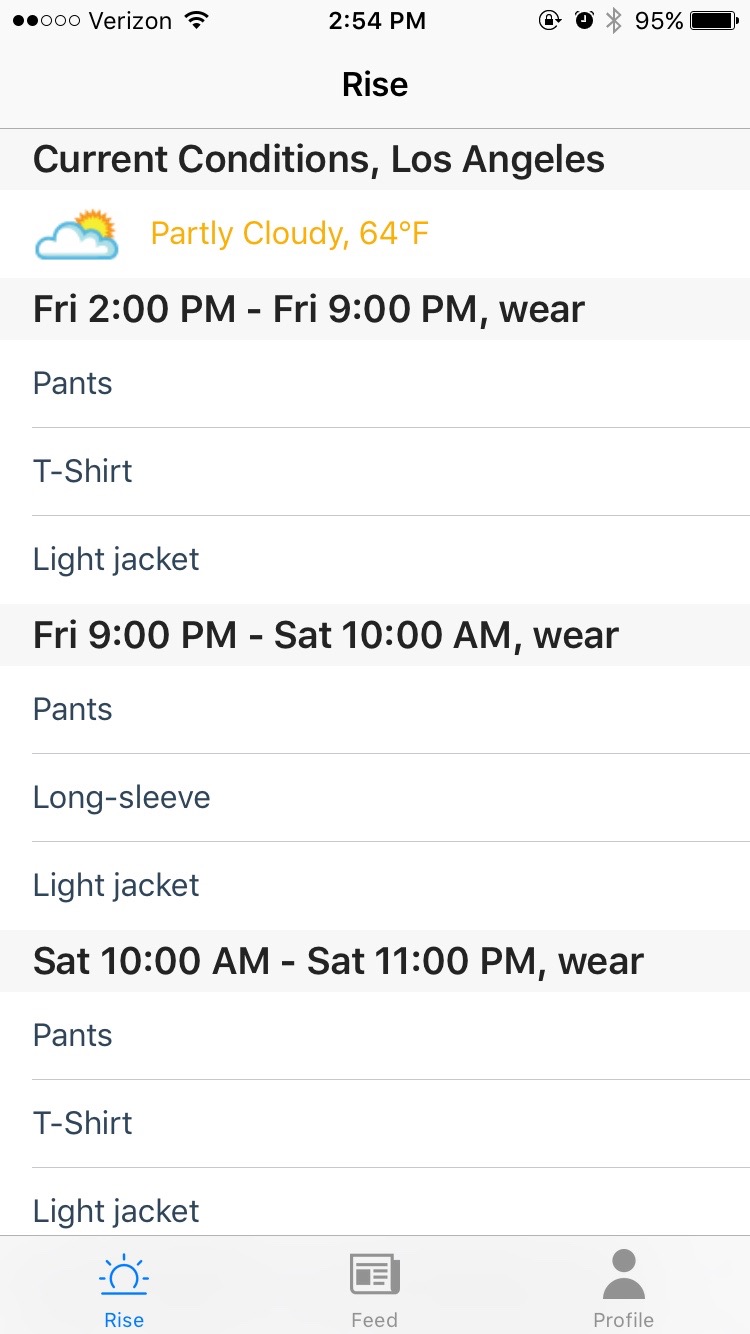 Verizon 2:54 PM 95%
Rise
Current Conditions, Los Angeles
Partly Cloudy, 64°F
Fri 2:00 PM - Fri 9:00 PM, wear
Pants
T-Shirt
Light jacket
Fri 9:00 PM - Sat 10:00 AM, wear
Pants
Long-sleeve
Light jacket
Sat 10:00 AM - Sat 11:00 PM, wear
Pants
T-Shirt
Light jacket
Rise Feed Profile